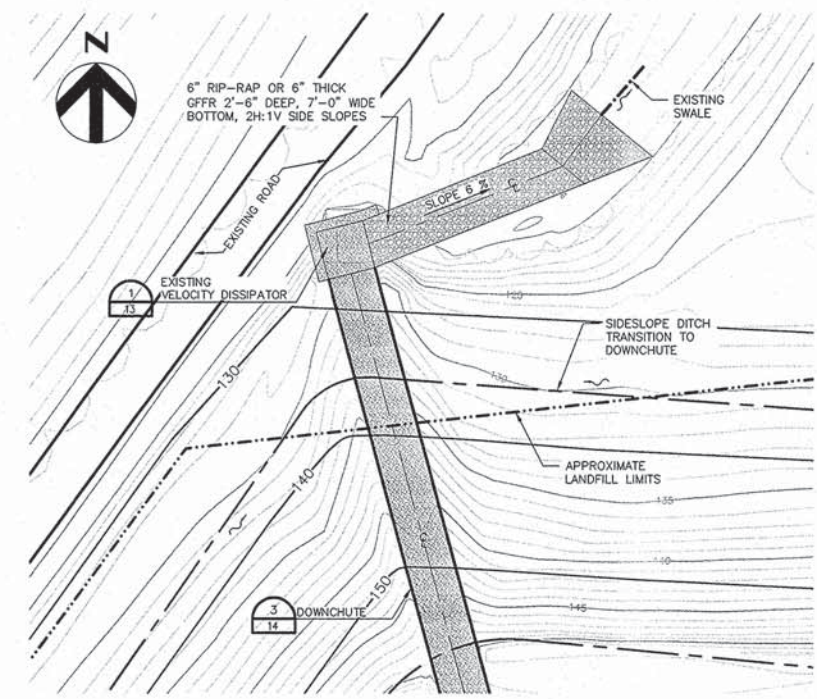 N
6" RIP-RAP OR 6" THICK
GFFR 2'-6" DEEP, 7'-0" WIDE
BOTTOM, 2H:1V SIDE SLOPES
EXISTING
SWALE
SLOPE 6 %
℄
EXISTING ROAD
1
13
EXISTING
VELOCITY DISSIPATOR
120
SIDESLOPE DITCH
TRANSITION TO
DOWNCHUTE
130
130
APPROXIMATE
LANDFILL LIMITS
140
135
℄
140
150
145
3
14
DOWNCHUTE